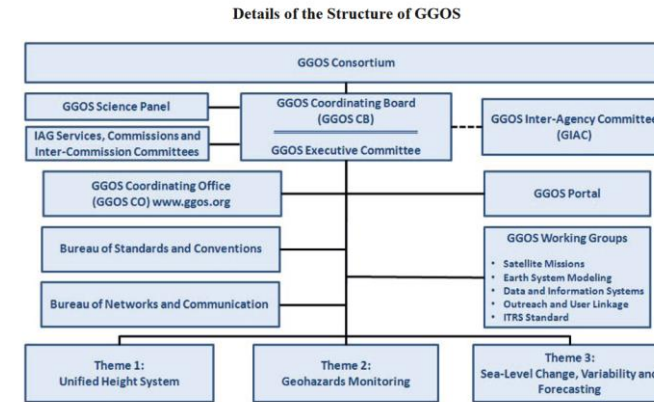 Details of the Structure of GGOS
GGOS Consortium
GGOS Science Panel
GGOS Coordinating Board
(GGOS CB)
GGOS Executive Committee
IAG Services, Commissions and
Inter-Commission Committees
GGOS Inter-Agency Committee
(GIAC)
GGOS Coordinating Office
(GGOS CO) www.ggos.org
GGOS Portal
Bureau of Standards and Conventions
GGOS Working Groups
• Satellite Missions
• Earth System Modeling
• Data and Information Systems
• Outreach and User Linkage
• ITRS Standard
Bureau of Networks and Communication
Theme 1:
Unified Height System
Theme 2:
Geohazards Monitoring
Theme 3:
Sea-Level Change, Variability and
Forecasting